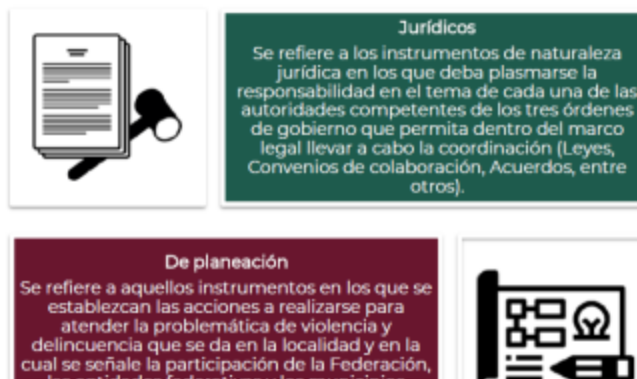 Jurídicos
Se refiere a los instrumentos de naturaleza
jurídica en los que deba plasmarse la
responsabilidad en el tema de cada una de las
autoridades competentes de los tres órdenes
de gobierno que permita dentro del marco
legal llevar a cabo la coordinación (Leyes,
Convenios de colaboración, Acuerdos, entre
otros).
De planeación
Se refiere a aquellos instrumentos en los que se
establezcan las acciones a realizarse para
atender la problemática de violencia y
delincuencia que se da en la localidad y en la
cual se señale la participación de la Federación,